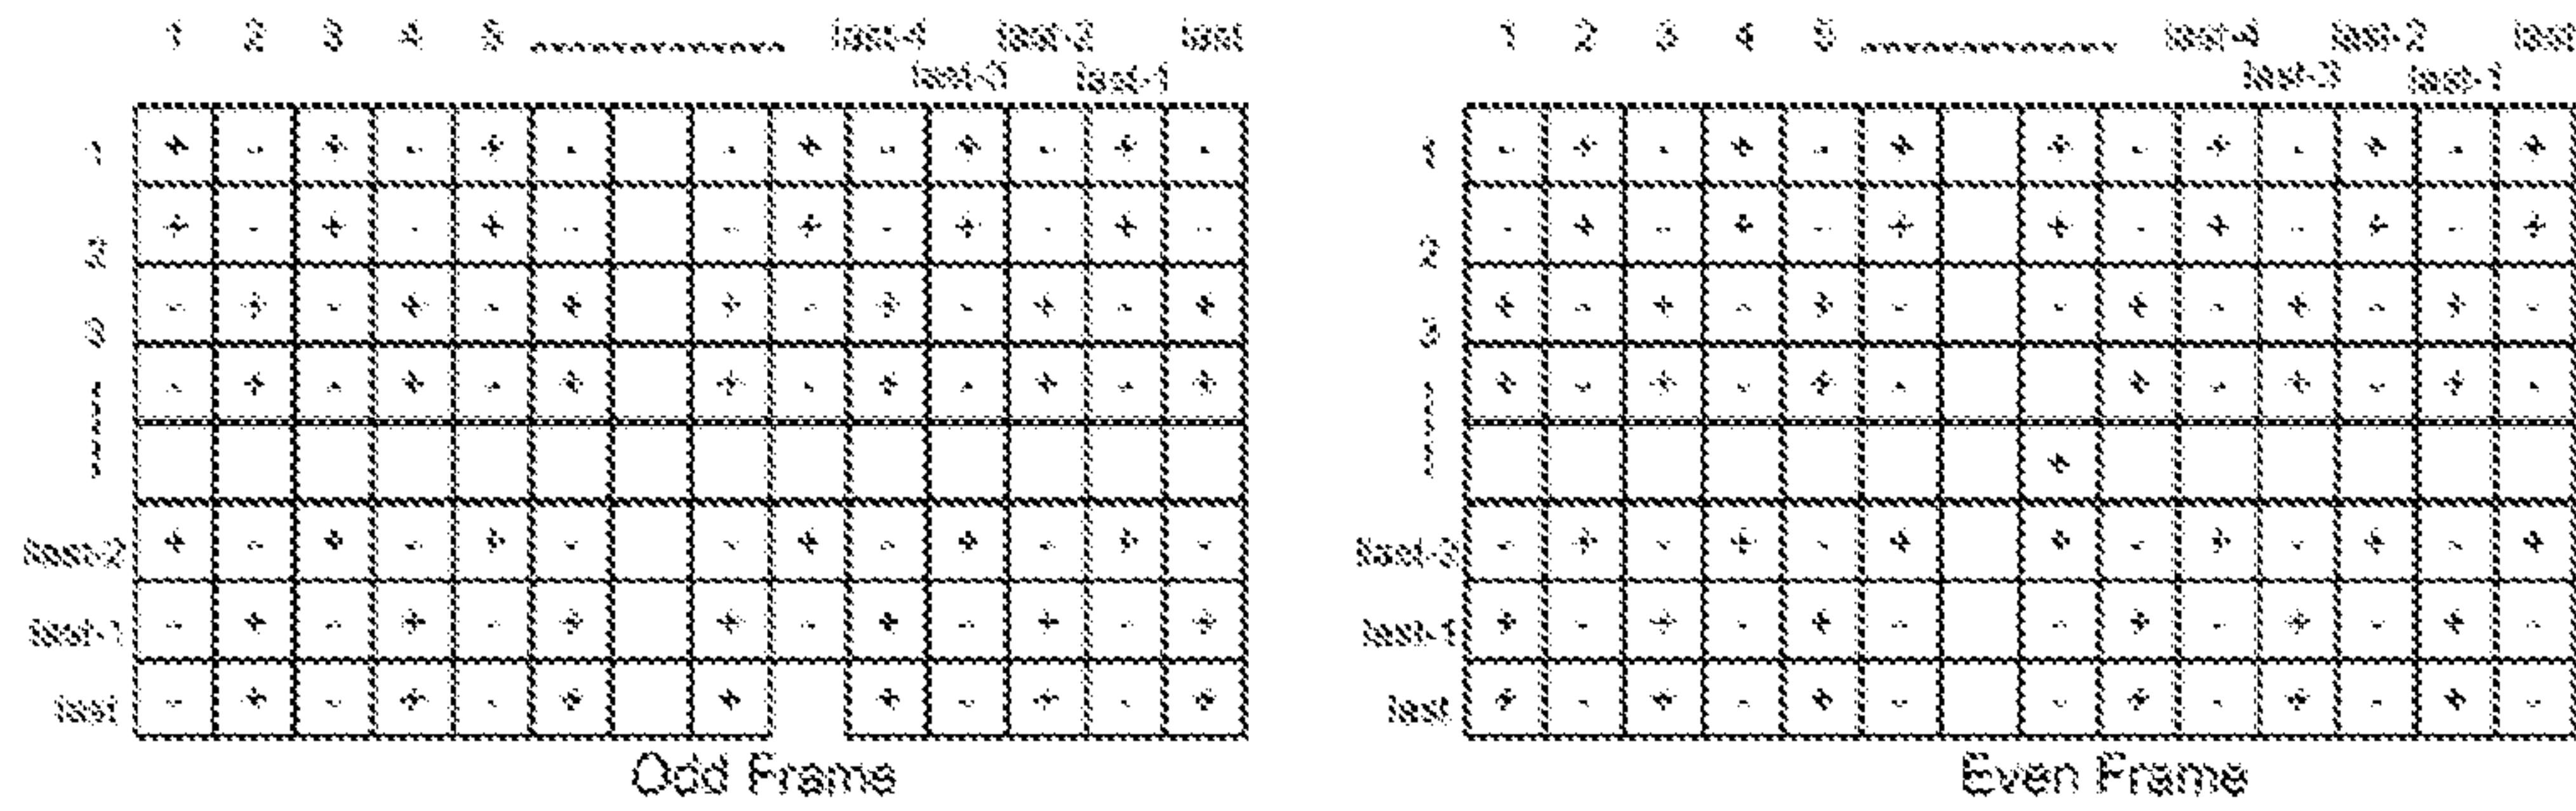 1 2 3 4 5 ................ last-4 last-2 last
last-3 last-1
1 + - + - + - - + - + - + -
2 + - + - + - - + - + - + -
3 - + - + - + + - + - + - +
- + - + - + + - + - + - +
last-2 + - + - + - - + - + - + -
last-1 - + - + - + + - + - + - +
last - + - + - + + + - + - +
Odd Frame
1 2 3 4 5 ................ last-4 last-2 last
last-3 last-1
1 - + - + - + + - + - + - +
2 - + - + - + + - + - + - +
3 + - + - + - - + - + - + -
+ - + - + - + - + - + -
+
last-2 - + - + - + + - + - + - +
last-1 + - + - + - - + - + - + -
last + - + - + - - + - + - + -
Even Frame